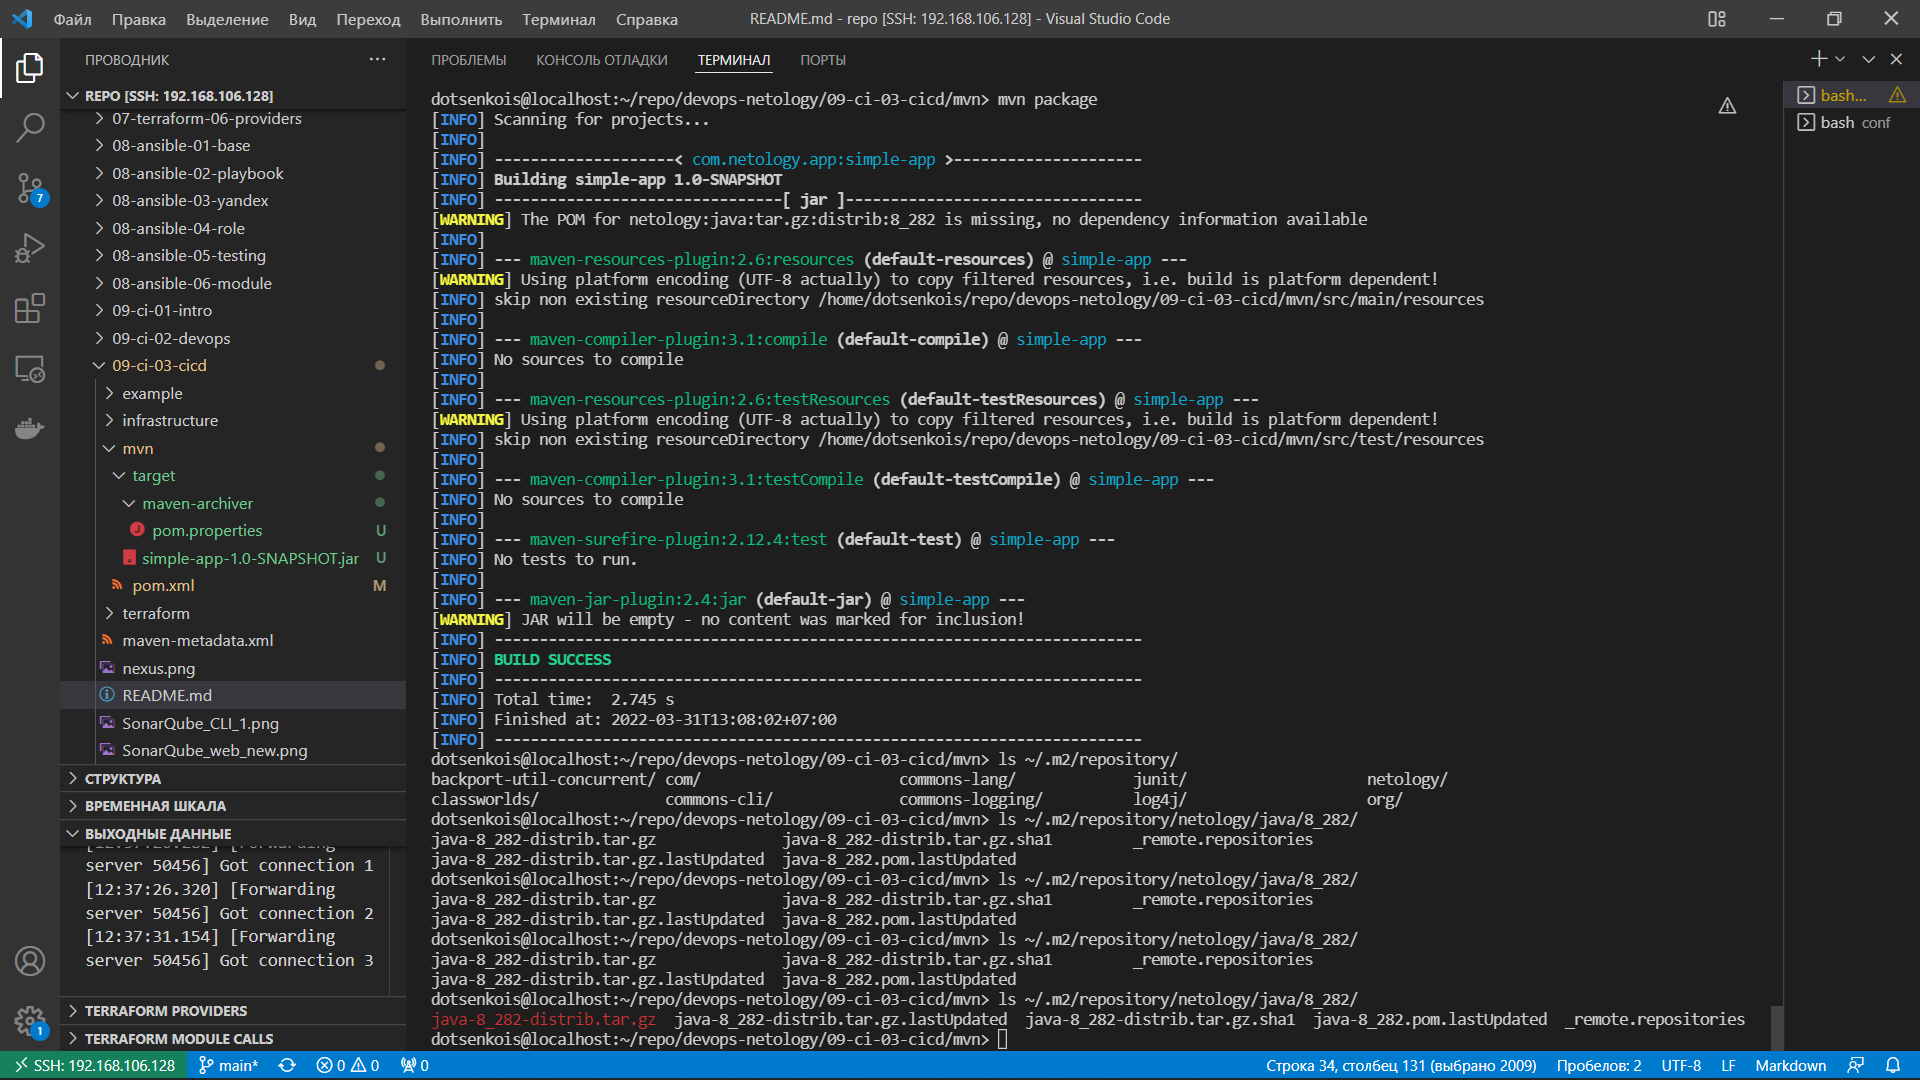 Файл Правка Выделение Вид Переход Выполнить Терминал Справка
README.md - repo [SSH: 192.168.106.128] - Visual Studio Code
ПРОВОДНИК
REPO [SSH: 192.168.106.128]
07-terraform-06-providers
08-ansible-01-base
08-ansible-02-playbook
08-ansible-03-yandex
08-ansible-04-role
08-ansible-05-testing
08-ansible-06-module
09-ci-01-intro
09-ci-02-devops
09-ci-03-cicd
example
infrastructure
mvn
target
maven-archiver
pom.properties U
simple-app-1.0-SNAPSHOT.jar U
pom.xml M
terraform
maven-metadata.xml
nexus.png
README.md
SonarQube_CLI_1.png
SonarQube_web_new.png
СТРУКТУРА
ВРЕМЕННАЯ ШКАЛА
ВЫХОДНЫЕ ДАННЫЕ
server 50456] Got connection 1
[12:37:26.320] [Forwarding
server 50456] Got connection 2
[12:37:31.154] [Forwarding
server 50456] Got connection 3
TERRAFORM PROVIDERS
TERRAFORM MODULE CALLS
7
1
ПРОБЛЕМЫ КОНСОЛЬ ОТЛАДКИ ТЕРМИНАЛ ПОРТЫ
dotsenkois@localhost:~/repo/devops-netology/09-ci-03-cicd/mvn> mvn package
[INFO] Scanning for projects...
[INFO]
[INFO] --------------------< com.netology.app:simple-app >---------------------
[INFO] Building simple-app 1.0-SNAPSHOT
[INFO] --------------------------------[ jar ]---------------------------------
[WARNING] The POM for netology:java:tar.gz:distrib:8_282 is missing, no dependency information available
[INFO]
[INFO] --- maven-resources-plugin:2.6:resources (default-resources) @ simple-app ---
[WARNING] Using platform encoding (UTF-8 actually) to copy filtered resources, i.e. build is platform dependent!
[INFO] skip non existing resourceDirectory /home/dotsenkois/repo/devops-netology/09-ci-03-cicd/mvn/src/main/resources
[INFO]
[INFO] --- maven-compiler-plugin:3.1:compile (default-compile) @ simple-app ---
[INFO] No sources to compile
[INFO]
[INFO] --- maven-resources-plugin:2.6:testResources (default-testResources) @ simple-app ---
[WARNING] Using platform encoding (UTF-8 actually) to copy filtered resources, i.e. build is platform dependent!
[INFO] skip non existing resourceDirectory /home/dotsenkois/repo/devops-netology/09-ci-03-cicd/mvn/src/test/resources
[INFO]
[INFO] --- maven-compiler-plugin:3.1:testCompile (default-testCompile) @ simple-app ---
[INFO] No sources to compile
[INFO]
[INFO] --- maven-surefire-plugin:2.12.4:test (default-test) @ simple-app ---
[INFO] No tests to run.
[INFO]
[INFO] --- maven-jar-plugin:2.4:jar (default-jar) @ simple-app ---
[WARNING] JAR will be empty - no content was marked for inclusion!
[INFO] ------------------------------------------------------------------------
[INFO] BUILD SUCCESS
[INFO] ------------------------------------------------------------------------
[INFO] Total time:  2.745 s
[INFO] Finished at: 2022-03-31T13:08:02+07:00
[INFO] ------------------------------------------------------------------------
dotsenkois@localhost:~/repo/devops-netology/09-ci-03-cicd/mvn> ls ~/.m2/repository/
backport-util-concurrent/ com/ commons-lang/ junit/ netology/
classworlds/ commons-cli/ commons-logging/ log4j/ org/
dotsenkois@localhost:~/repo/devops-netology/09-ci-03-cicd/mvn> ls ~/.m2/repository/netology/java/8_282/
java-8_282-distrib.tar.gz java-8_282-distrib.tar.gz.sha1 _remote.repositories
java-8_282-distrib.tar.gz.lastUpdated java-8_282.pom.lastUpdated
dotsenkois@localhost:~/repo/devops-netology/09-ci-03-cicd/mvn> ls ~/.m2/repository/netology/java/8_282/
java-8_282-distrib.tar.gz java-8_282-distrib.tar.gz.sha1 _remote.repositories
java-8_282-distrib.tar.gz.lastUpdated java-8_282.pom.lastUpdated
dotsenkois@localhost:~/repo/devops-netology/09-ci-03-cicd/mvn> ls ~/.m2/repository/netology/java/8_282/
java-8_282-distrib.tar.gz java-8_282-distrib.tar.gz.sha1 _remote.repositories
java-8_282-distrib.tar.gz.lastUpdated java-8_282.pom.lastUpdated
dotsenkois@localhost:~/repo/devops-netology/09-ci-03-cicd/mvn> ls ~/.m2/repository/netology/java/8_282/
java-8_282-distrib.tar.gz java-8_282-distrib.tar.gz.lastUpdated java-8_282-distrib.tar.gz.sha1 java-8_282.pom.lastUpdated _remote.repositories
dotsenkois@localhost:~/repo/devops-netology/09-ci-03-cicd/mvn>
bash...
bash conf
SSH: 192.168.106.128 main* 0 0 0
Строка 34, столбец 131 (выбрано 2009) Пробелов: 2 UTF-8 LF Markdown